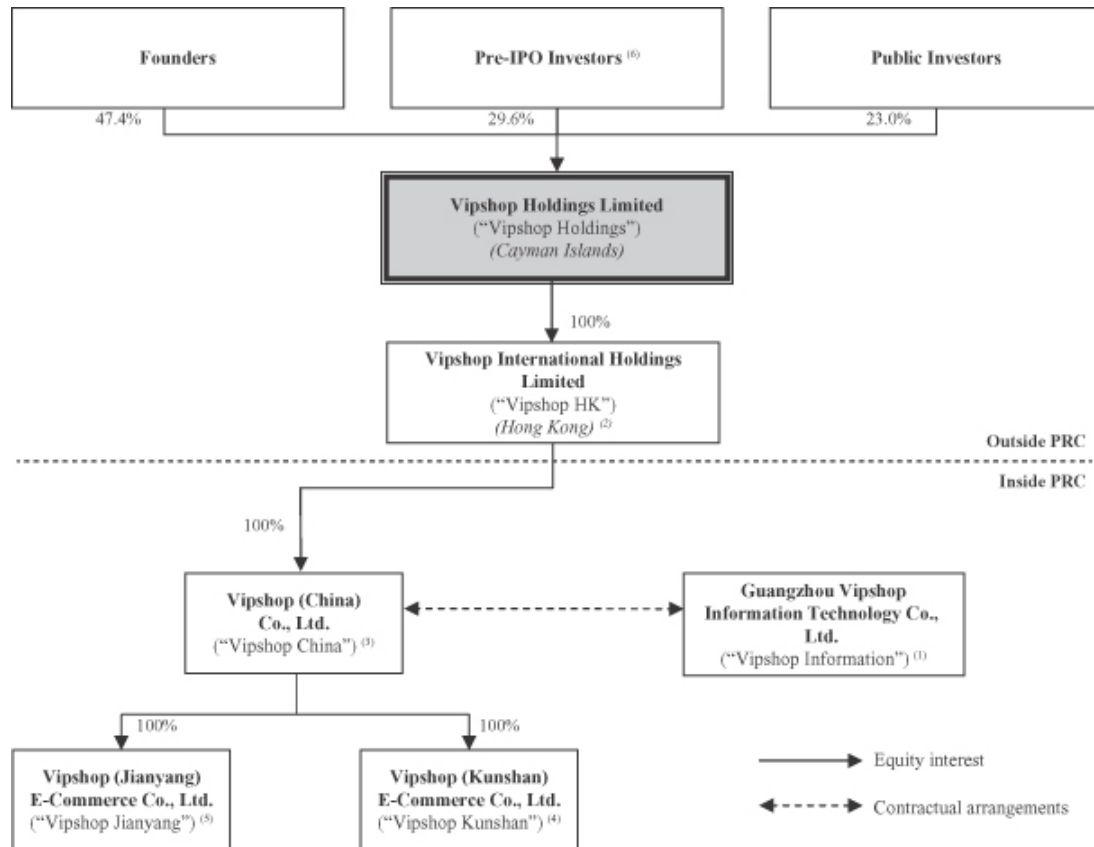 Founders
Pre-IPO Investors (6)
Public Investors
47.4%
29.6%
23.0%
Vipshop Holdings Limited
(“Vipshop Holdings”)
(Cayman Islands)
100%
Vipshop International Holdings
Limited
(“Vipshop HK”)
(Hong Kong) (2)
Outside PRC
Inside PRC
100%
Vipshop (China)
Co., Ltd.
(“Vipshop China”) (3)
Guangzhou Vipshop
Information Technology Co.,
Ltd.
(“Vipshop Information”) (1)
100%
100%
Vipshop (Jianyang)
E-Commerce Co., Ltd.
(“Vipshop Jianyang”) (5)
Vipshop (Kunshan)
E-Commerce Co., Ltd.
(“Vipshop Kunshan”) (4)
Equity interest
Contractual arrangements